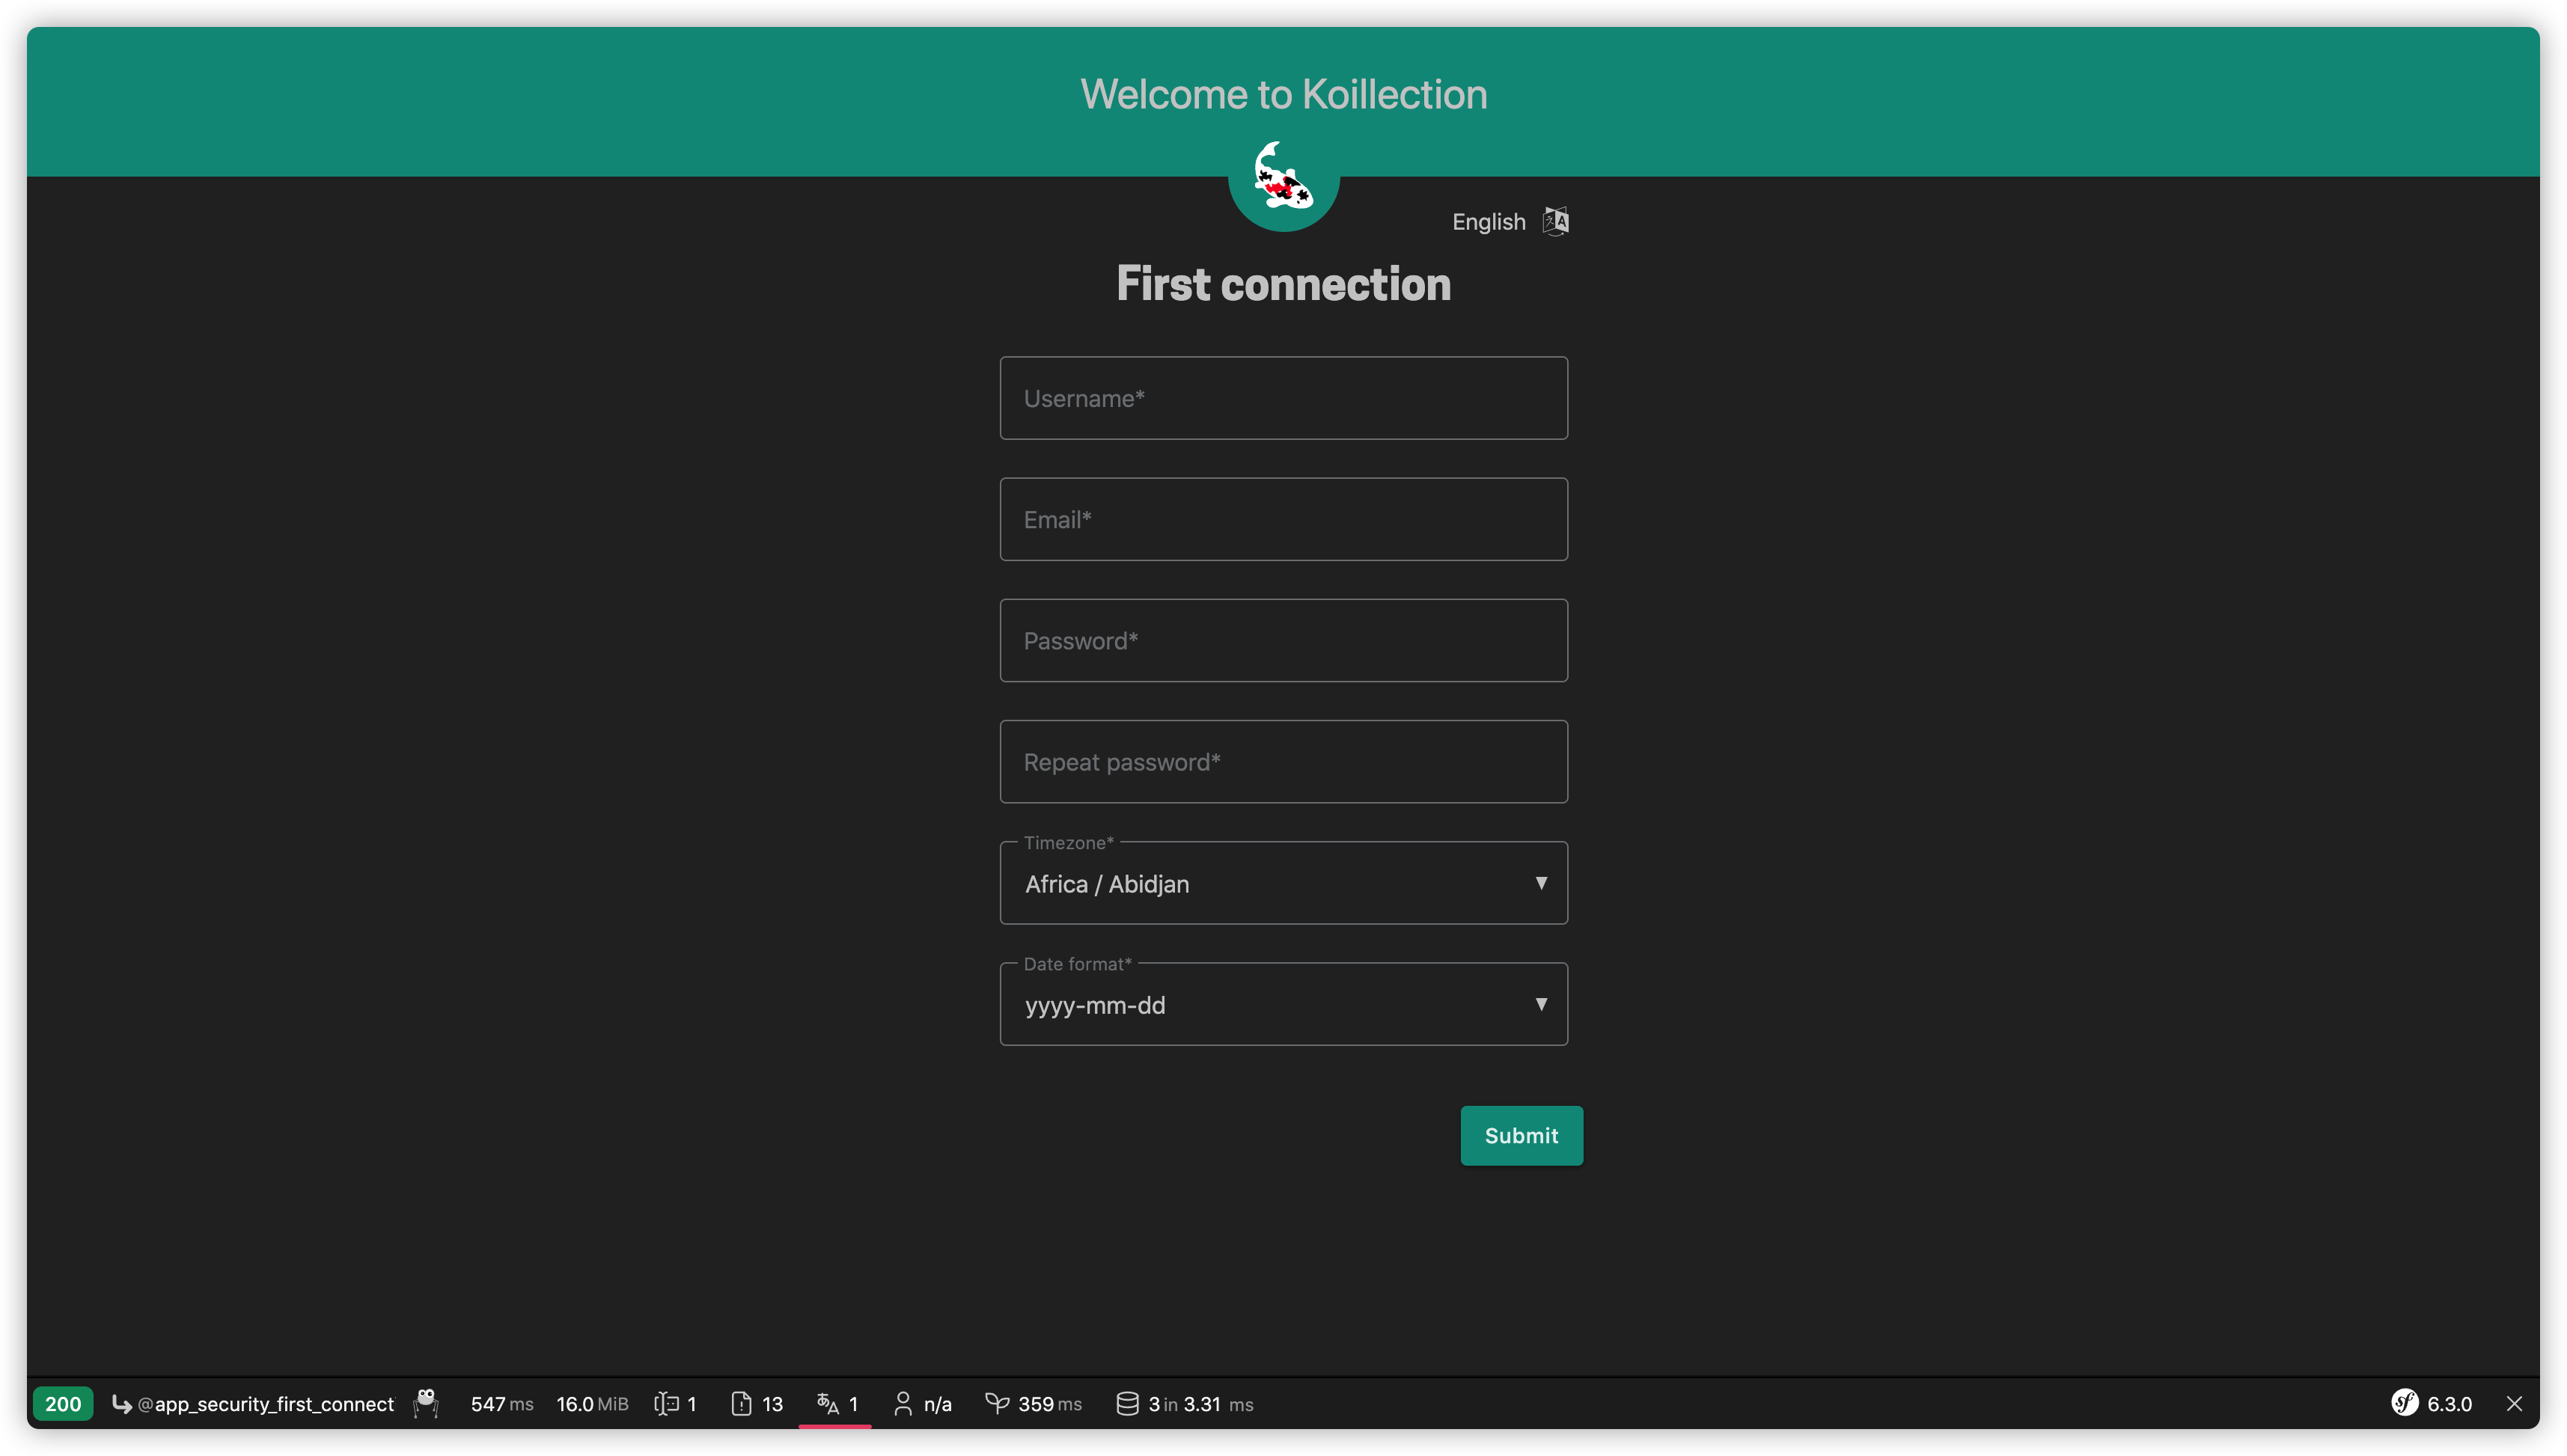 Welcome to Koillection
English
First connection
Username*
Email*
Password*
Repeat password*
Timezone*
Africa / Abidjan
Date format*
yyyy-mm-dd
Submit
200 @app_security_first_connect 547 ms 16.0 MiB 1 13 1 n/a 359 ms 3 in 3.31 ms 6.3.0